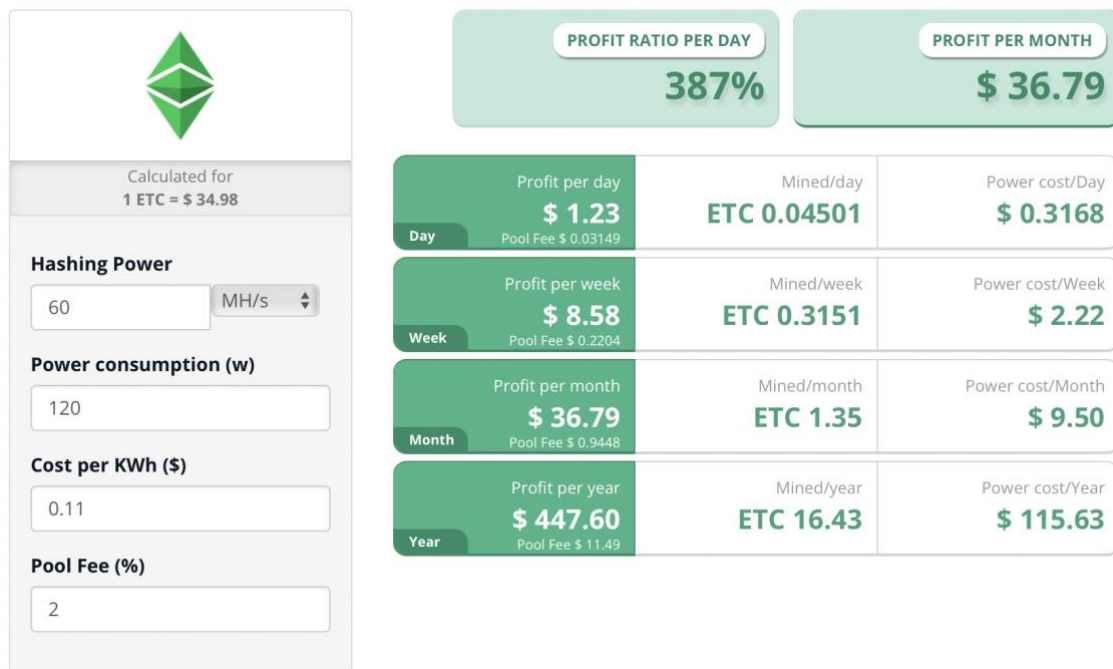 Calculated for
1 ETC = $ 34.98
Hashing Power
60 MH/s
Power consumption (w)
120
Cost per KWh ($)
0.11
Pool Fee (%)
2
PROFIT RATIO PER DAY
387%
PROFIT PER MONTH
$ 36.79
Profit per day
$ 1.23
Day Pool Fee $ 0.03149
Mined/day
ETC 0.04501
Power cost/Day
$ 0.3168
Profit per week
$ 8.58
Week Pool Fee $ 0.2204
Mined/week
ETC 0.3151
Power cost/Week
$ 2.22
Profit per month
$ 36.79
Month Pool Fee $ 0.9448
Mined/month
ETC 1.35
Power cost/Month
$ 9.50
Profit per year
$ 447.60
Year Pool Fee $ 11.49
Mined/year
ETC 16.43
Power cost/Year
$ 115.63